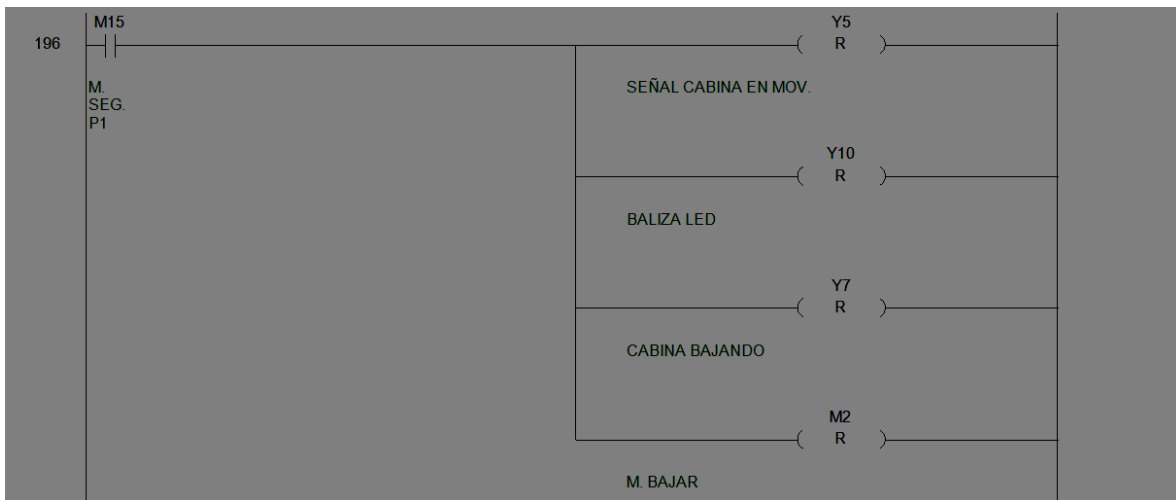 M15
Y5
196
R
M.
SEG.
P1
SEÑAL CABINA EN MOV.
Y10
R
BALIZA LED
Y7
R
CABINA BAJANDO
M2
R
M. BAJAR